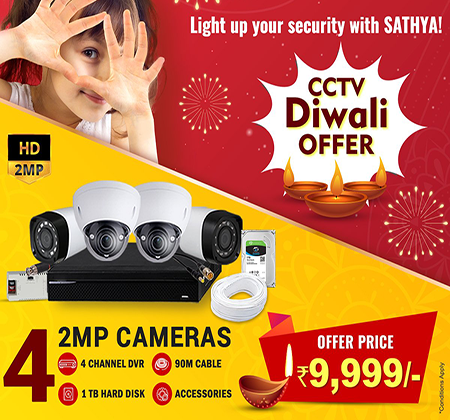 Light up your security with SATHYA!
CCTV
Diwali
OFFER
HD
2MP
4
2MP CAMERAS
4 CHANNEL DVR
90M CABLE
1 TB HARD DISK
ACCESSORIES
OFFER PRICE
₹9,999/-
*Conditions Apply